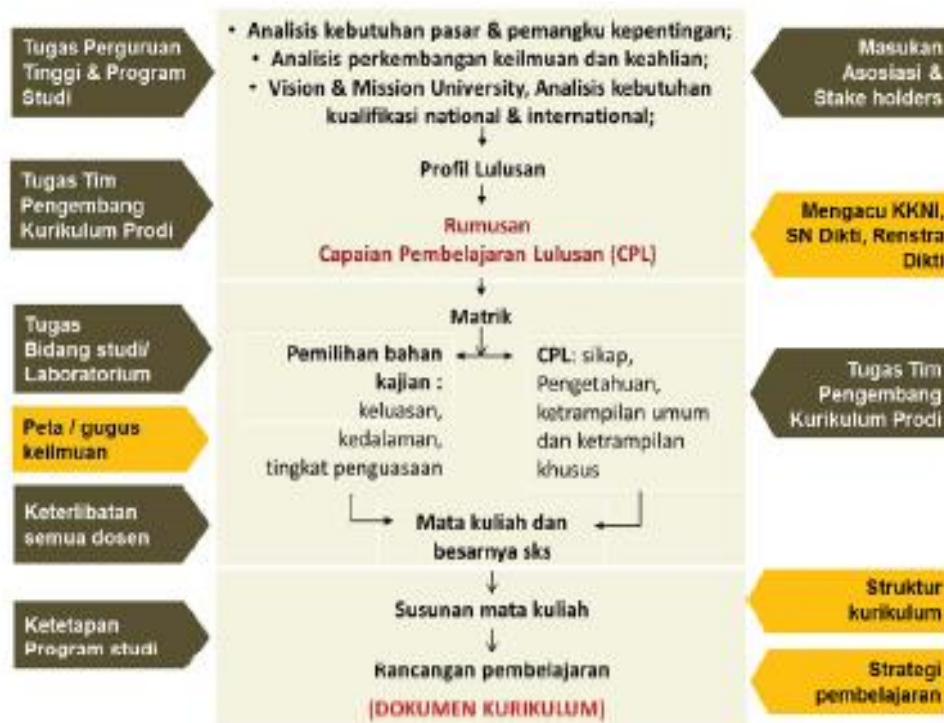 Tugas Perguruan
Tinggi & Program
Studi
• Analisis kebutuhan pasar & pemangku kepentingan;
• Analisis perkembangan keilmuan dan keahlian;
• Vision & Mission University, Analisis kebutuhan
kualifikasi national & international;
Masukan
Asosiasi &
Stake holders
Tugas Tim
Pengembang
Kurikulum Prodi
Profil Lulusan
Rumusan
Capaian Pembelajaran Lulusan (CPL)
Mengacu KKNI,
SN Dikti, Renstra
Dikti
Tugas
Bidang studi/
Laboratorium
Peta / gugus
keilmuan
Matrik
Pemilihan bahan
kajian :
keluasan,
kedalaman,
tingkat penguasaan
CPL: sikap,
Pengetahuan,
ketrampilan umum
dan ketrampilan
khusus
Tugas Tim
Pengembang
Kurikulum Prodi
Keterlibatan
semua dosen
Mata kuliah dan
besarnya sks
Ketetapan
Program studi
Susunan mata kuliah
Rancangan pembelajaran
(DOKUMEN KURIKULUM)
Struktur
kurikulum
Strategi
pembelajaran